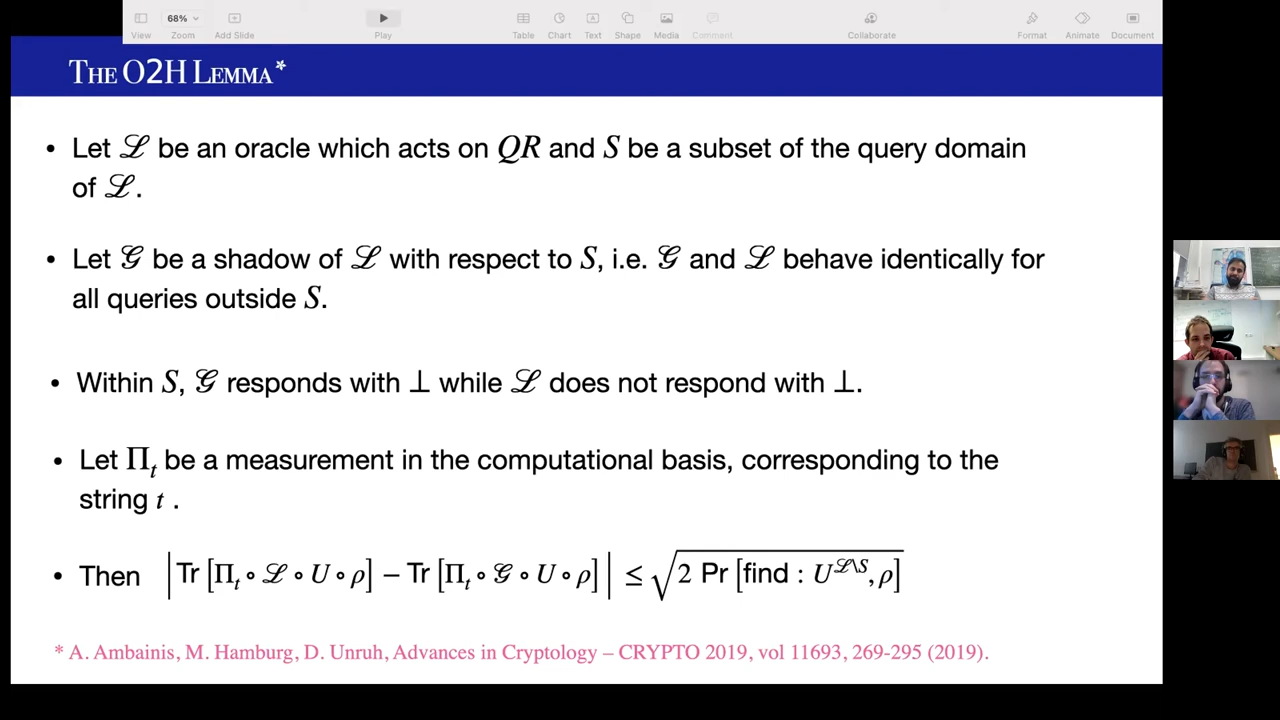 68%
View Zoom Add Slide Play Table Chart Text Shape Media Comment Collaborate Format Animate Document
THE O2H LEMMA*
• Let ℒ be an oracle which acts on QR and S be a subset of the query domain
of ℒ.
• Let 𝒢 be a shadow of ℒ with respect to S, i.e. 𝒢 and ℒ behave identically for
all queries outside S.
• Within S, 𝒢 responds with ⊥ while ℒ does not respond with ⊥.
• Let Π_t be a measurement in the computational basis, corresponding to the
string t .
• Then |Tr [Π_t ∘ ℒ ∘ U ∘ ρ] − Tr [Π_t ∘ 𝒢 ∘ U ∘ ρ]| ≤ √(2 Pr [find : U^{ℒ\S}, ρ])
* A. Ambainis, M. Hamburg, D. Unruh, Advances in Cryptology – CRYPTO 2019, vol 11693, 269-295 (2019).